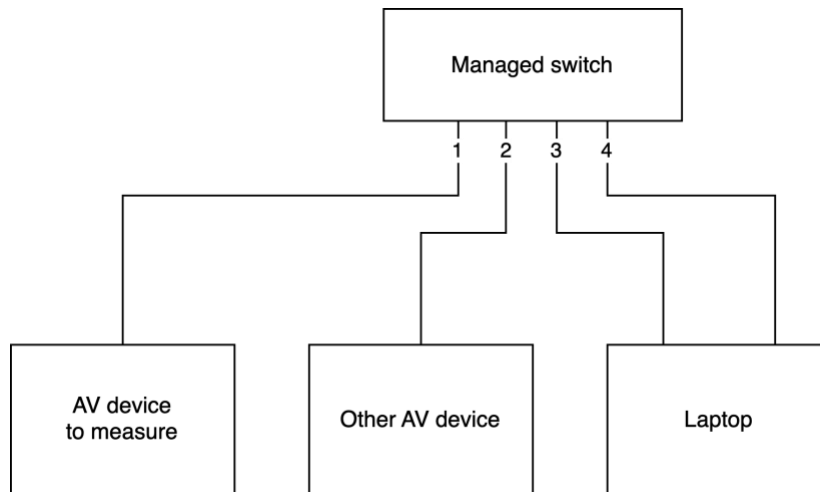 Managed switch
1 2 3 4
AV device
to measure
Other AV device
Laptop